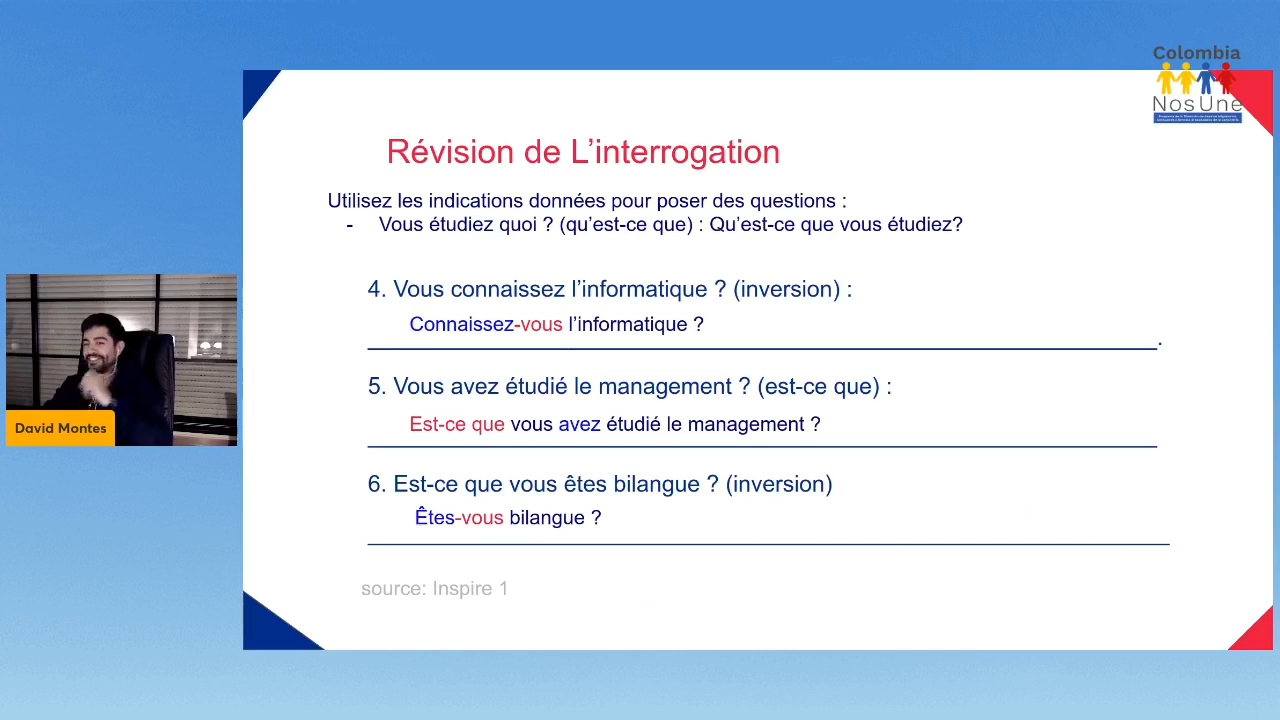 Colombia
NosUne
Révision de L'interrogation
Utilisez les indications données pour poser des questions :
- Vous étudiez quoi ? (qu'est-ce que) : Qu'est-ce que vous étudiez?
4. Vous connaissez l'informatique ? (inversion) :
Connaissez-vous l'informatique ?
.
5. Vous avez étudié le management ? (est-ce que) :
Est-ce que vous avez étudié le management ?
6. Est-ce que vous êtes bilangue ? (inversion)
Êtes-vous bilangue ?
source: Inspire 1
David Montes